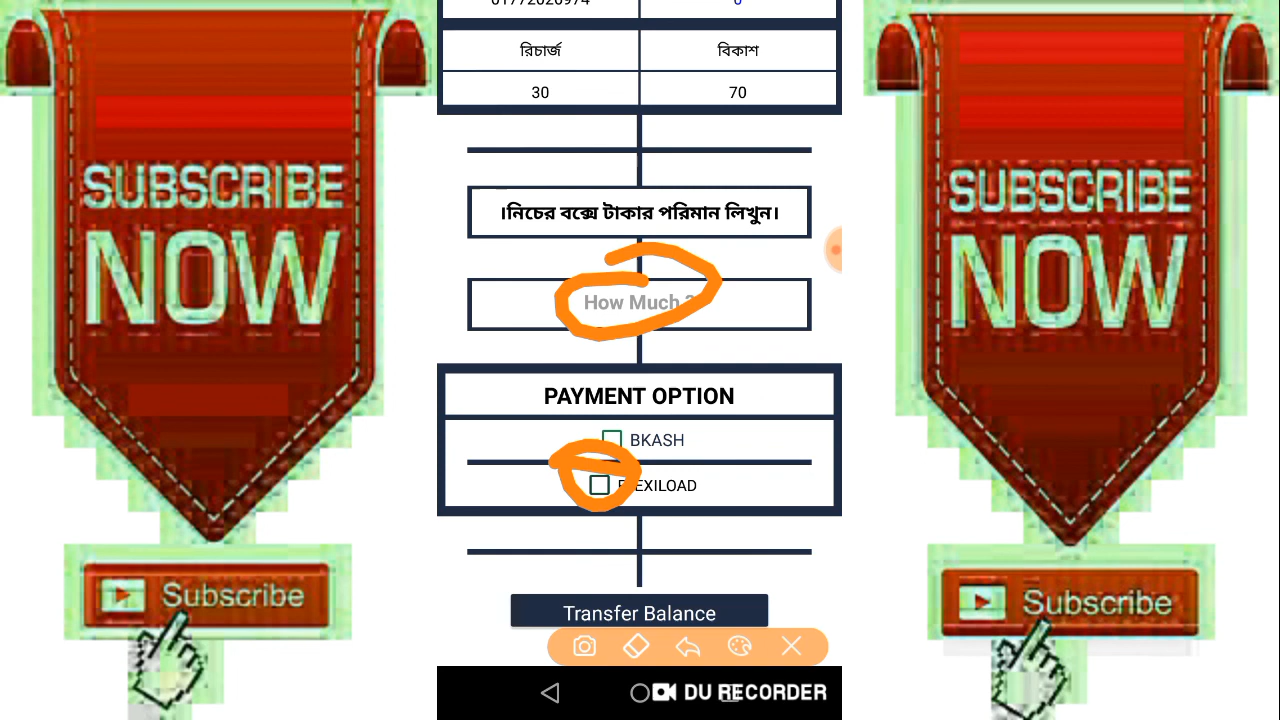 রিচার্জ
বিকাশ
30
70
।নিচের বক্সে টাকার পরিমান লিখুন।
How Much ?
PAYMENT OPTION
BKASH
FLEXILOAD
Transfer Balance
DU RECORDER
SUBSCRIBE
NOW
Subscribe
SUBSCRIBE
NOW
Subscribe